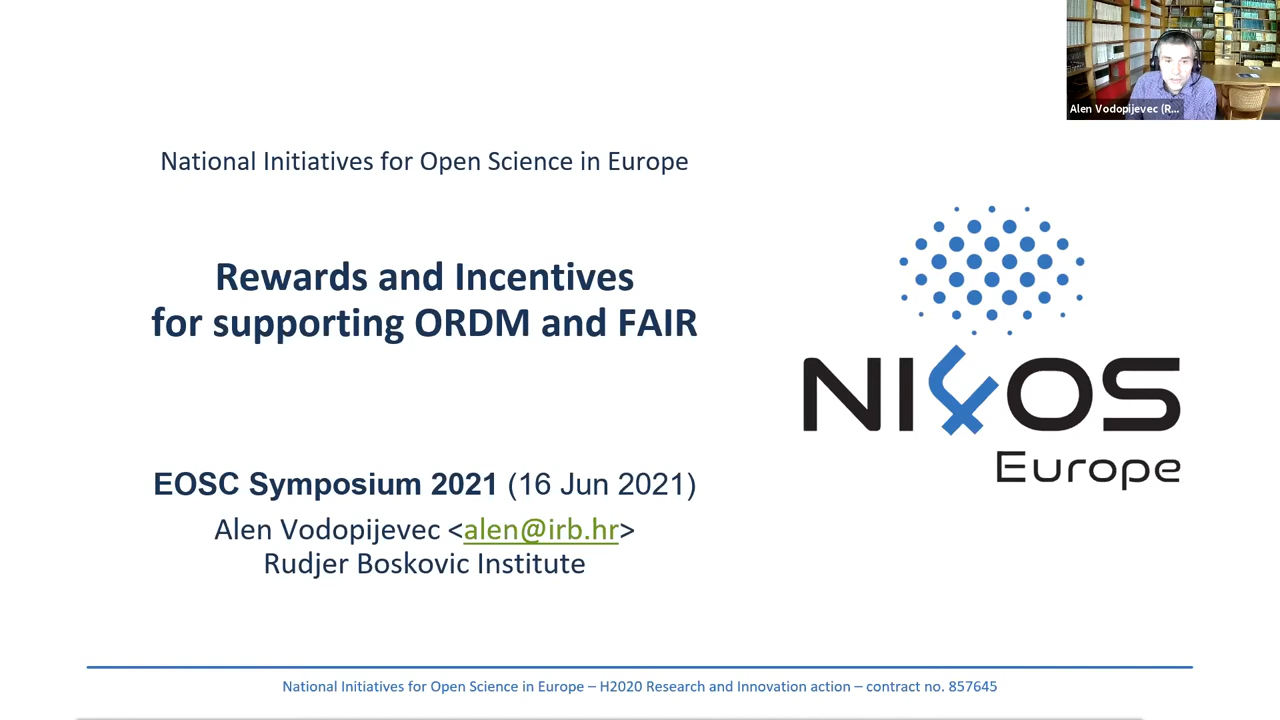 Alen Vodopijevec (R...
National Initiatives for Open Science in Europe
Rewards and Incentives
for supporting ORDM and FAIR
NI4OS
Europe
EOSC Symposium 2021 (16 Jun 2021)
Alen Vodopijevec <alen@irb.hr>
Rudjer Boskovic Institute
National Initiatives for Open Science in Europe – H2020 Research and Innovation action – contract no. 857645